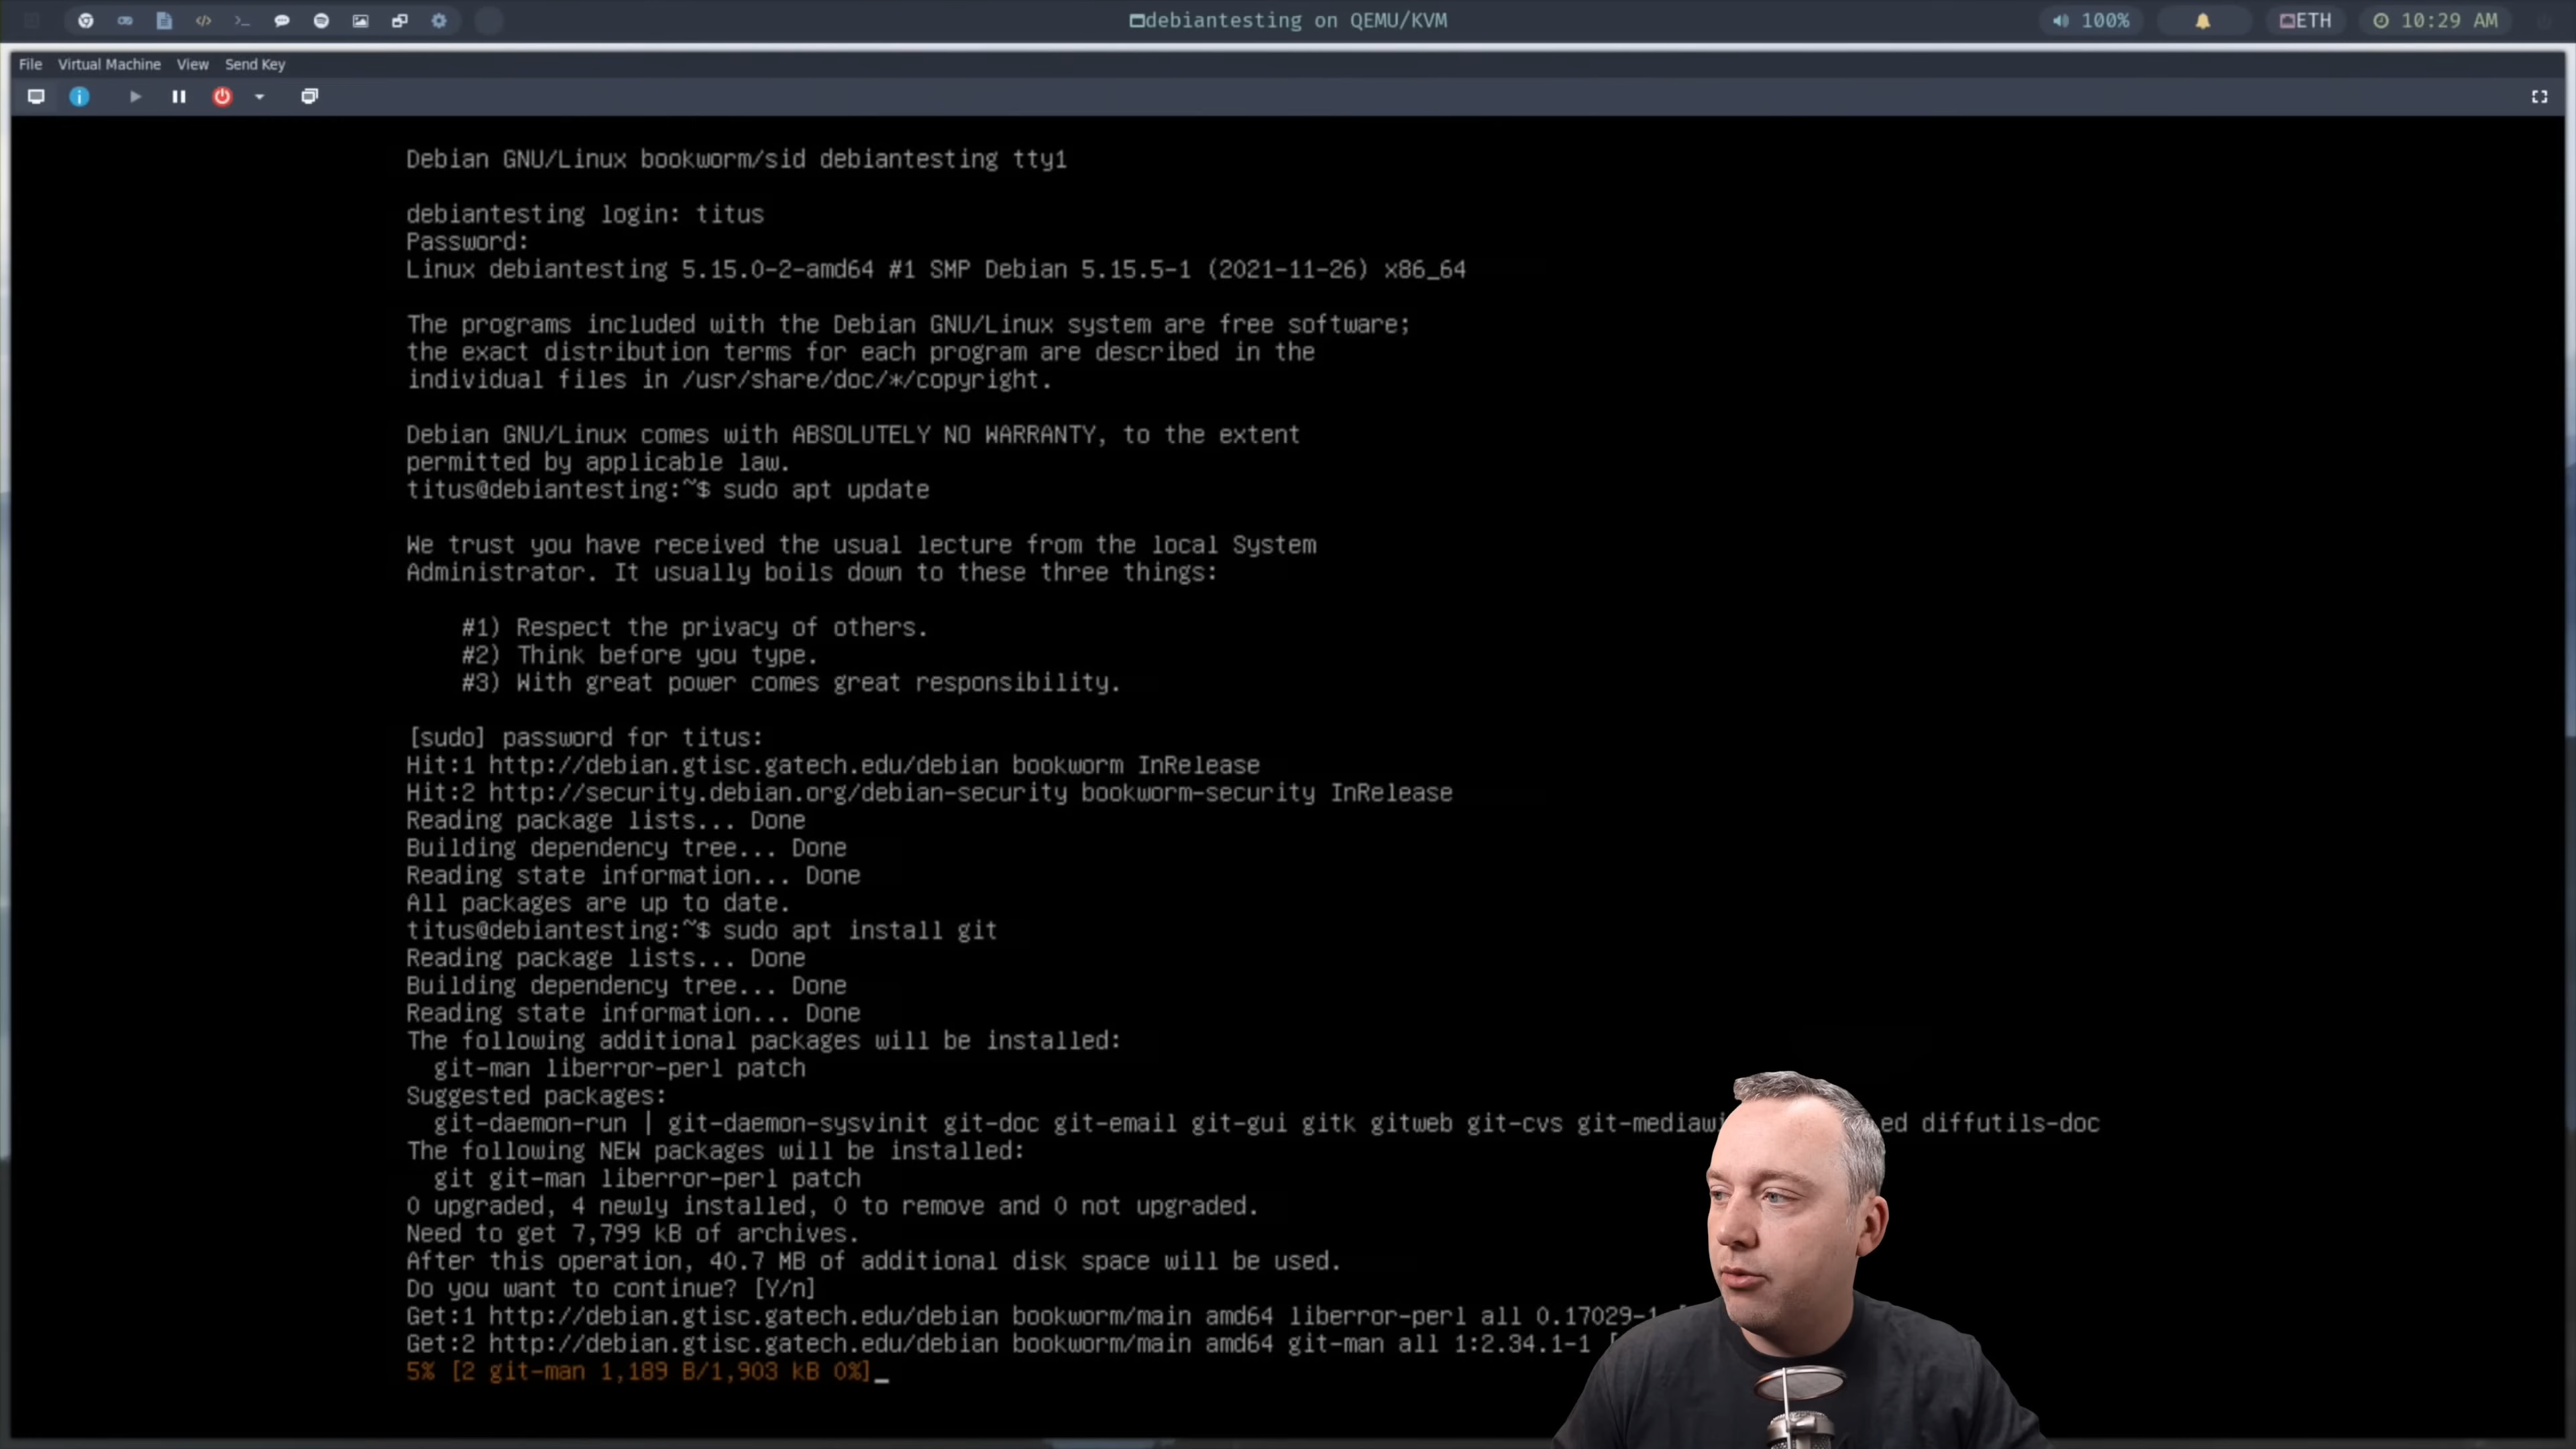 debiantesting on QEMU/KVM
100%
ETH
10:29 AM
File Virtual Machine View Send Key
Debian GNU/Linux bookworm/sid debiantesting tty1
debiantesting login: titus
Password:
Linux debiantesting 5.15.0-2-amd64 #1 SMP Debian 5.15.5-1 (2021-11-26) x86_64
The programs included with the Debian GNU/Linux system are free software;
the exact distribution terms for each program are described in the
individual files in /usr/share/doc/*/copyright.
Debian GNU/Linux comes with ABSOLUTELY NO WARRANTY, to the extent
permitted by applicable law.
titus@debiantesting:~$ sudo apt update
We trust you have received the usual lecture from the local System
Administrator. It usually boils down to these three things:
#1) Respect the privacy of others.
#2) Think before you type.
#3) With great power comes great responsibility.
[sudo] password for titus:
Hit:1 http://debian.gtisc.gatech.edu/debian bookworm InRelease
Hit:2 http://security.debian.org/debian-security bookworm-security InRelease
Reading package lists... Done
Building dependency tree... Done
Reading state information... Done
All packages are up to date.
titus@debiantesting:~$ sudo apt install git
Reading package lists... Done
Building dependency tree... Done
Reading state information... Done
The following additional packages will be installed:
git-man liberror-perl patch
Suggested packages:
git-daemon-run | git-daemon-sysvinit git-doc git-email git-gui gitk gitweb git-cvs git-mediawi ed diffutils-doc
The following NEW packages will be installed:
git git-man liberror-perl patch
0 upgraded, 4 newly installed, 0 to remove and 0 not upgraded.
Need to get 7,799 kB of archives.
After this operation, 40.7 MB of additional disk space will be used.
Do you want to continue? [Y/n]
Get:1 http://debian.gtisc.gatech.edu/debian bookworm/main amd64 liberror-perl all 0.17029-1 [
Get:2 http://debian.gtisc.gatech.edu/debian bookworm/main amd64 git-man all 1:2.34.1-1 [
5% [2 git-man 1,189 B/1,903 kB 0%]_